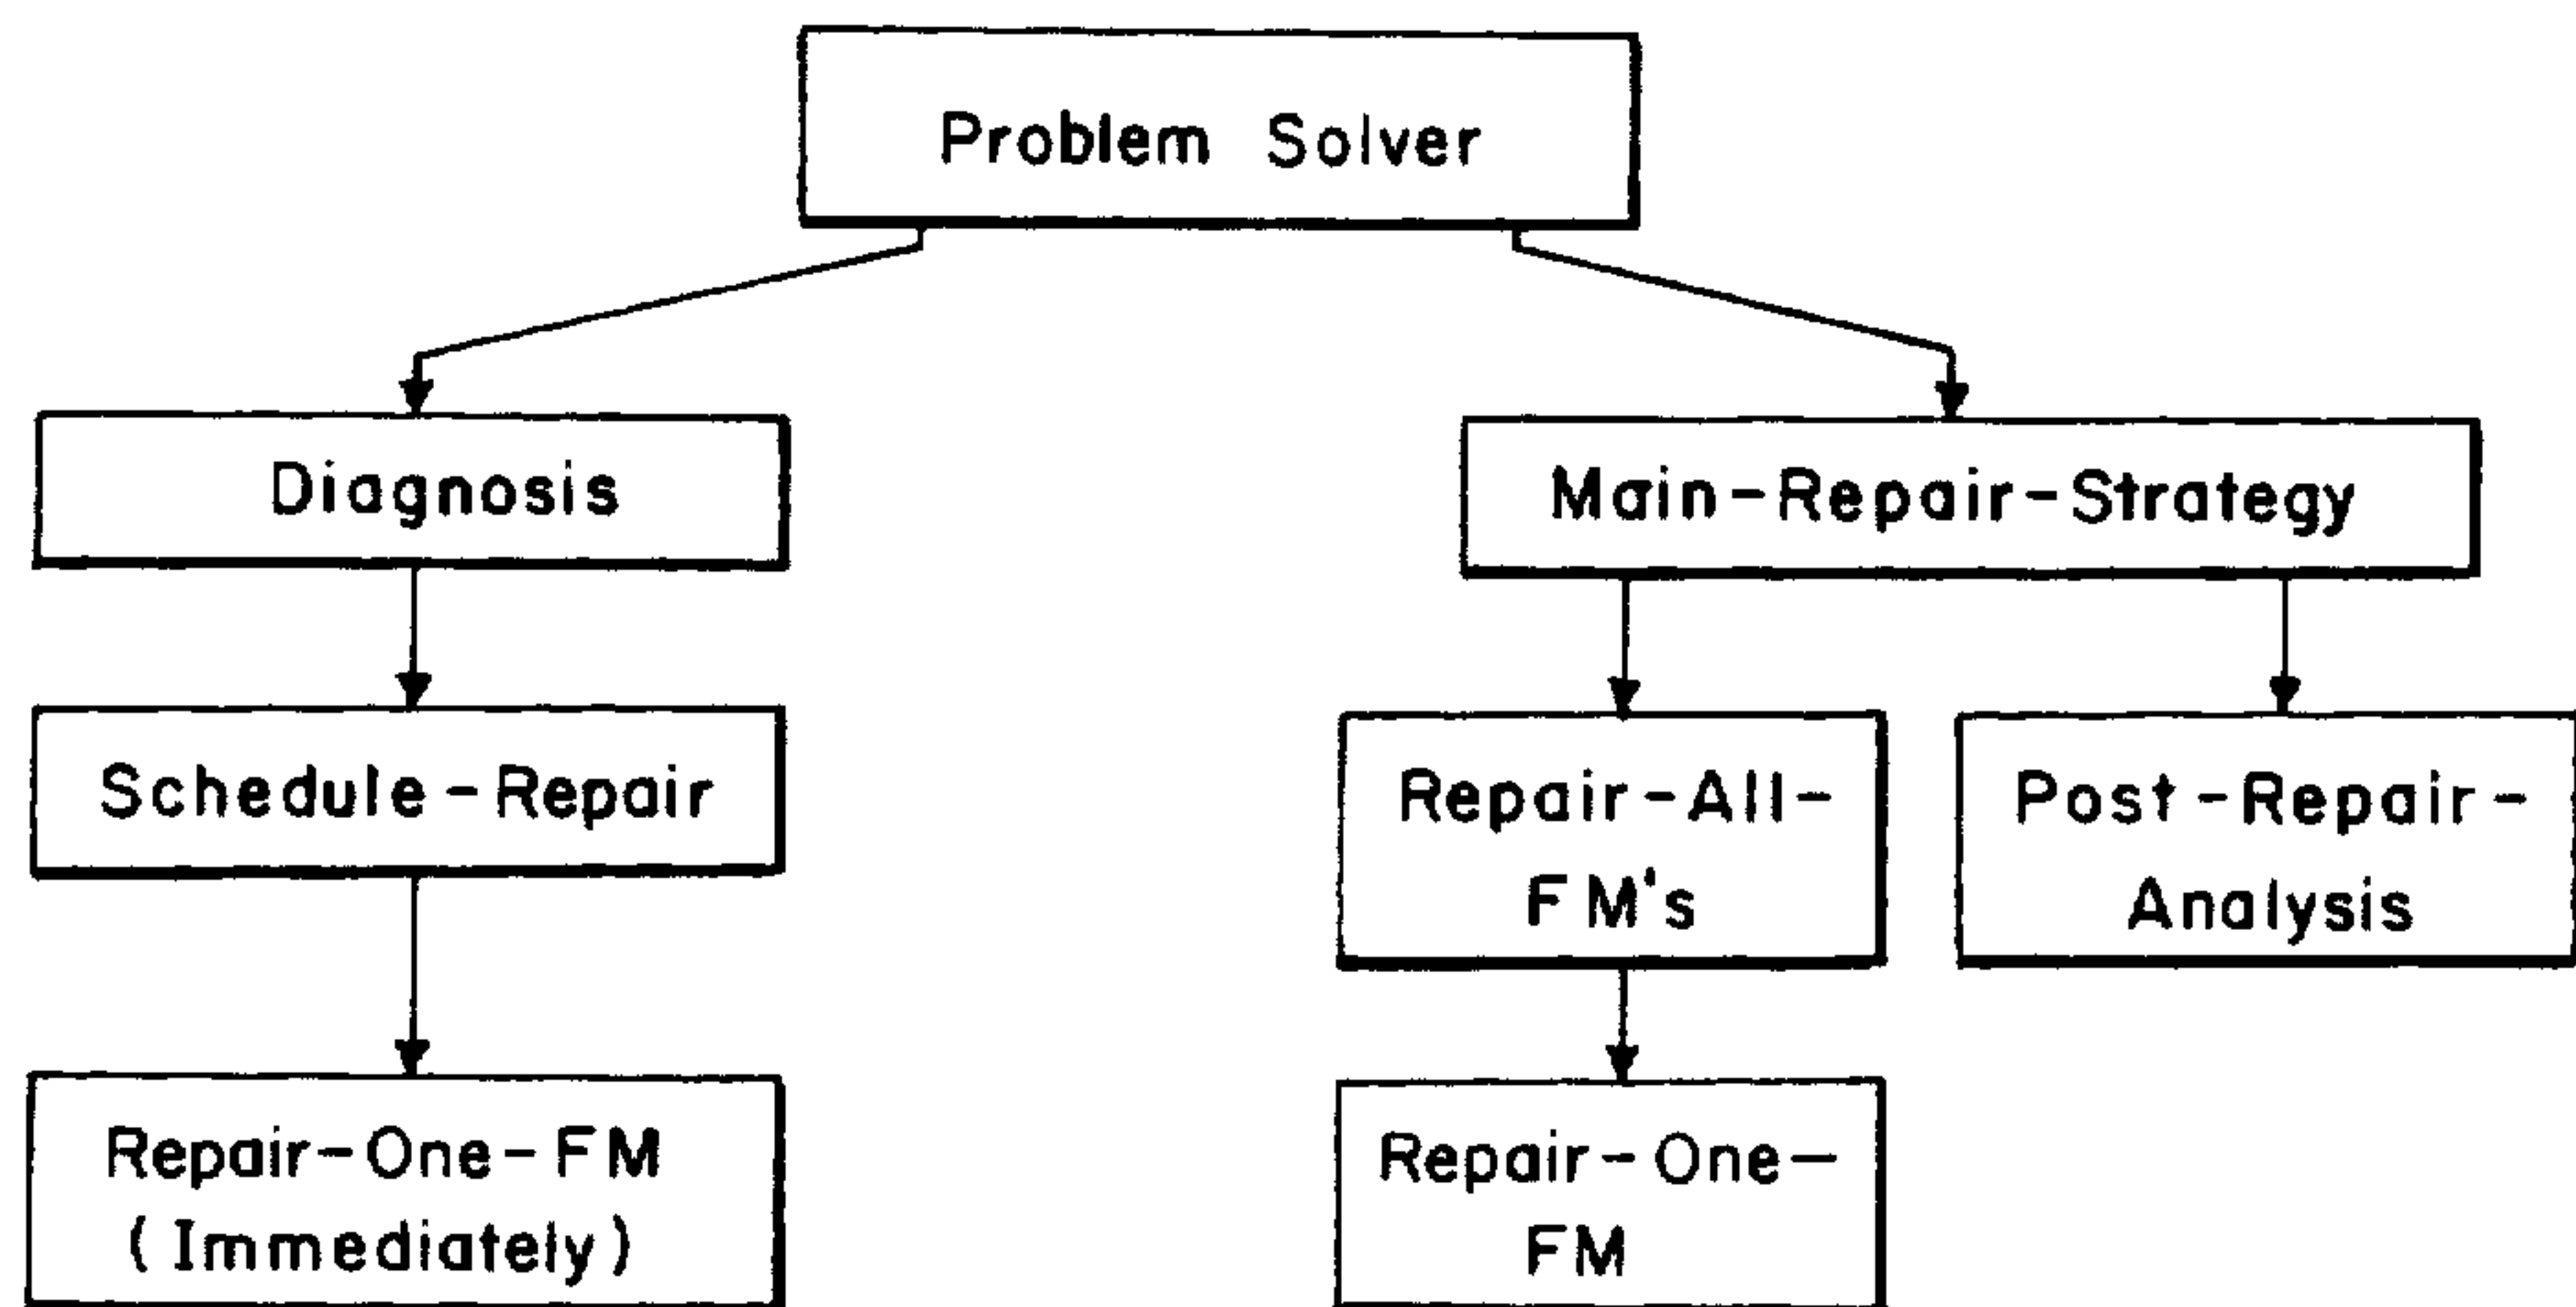 Problem Solver
Diagnosis
Main-Repair-Strategy
Schedule-Repair
Repair-All-
FM's
Post-Repair-
Analysis
Repair-One-FM
(Immediately)
Repair-One-
FM